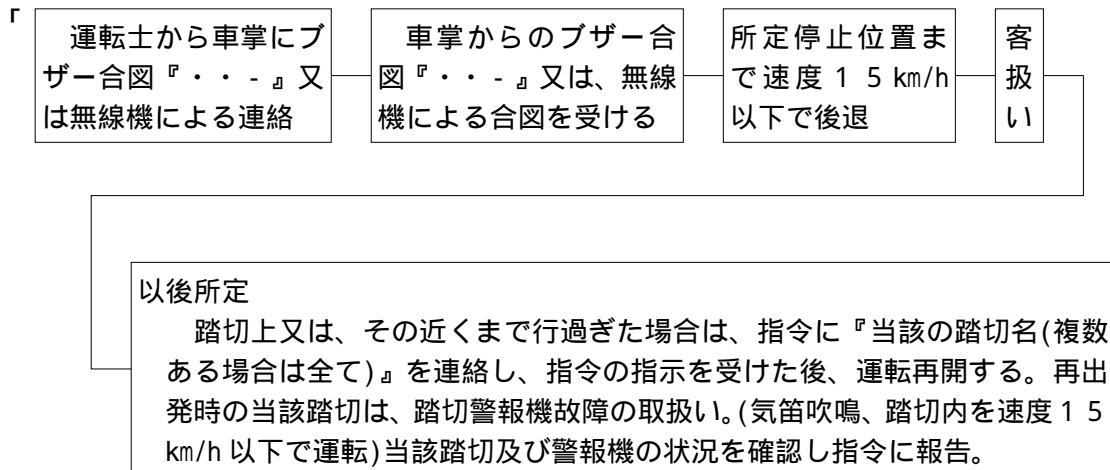 「
運転士から車掌にブ
ザー合図『・・-』又
は無線機による連絡
車掌からのブザー合
図『・・-』又は、無線
機による合図を受ける
所定停止位置ま
で速度１５km/h
以下で後退
客
扱
い
以後所定
踏切上又は、その近くまで行過ぎた場合は、指令に『当該の踏切名(複数
ある場合は全て)』を連絡し、指令の指示を受けた後、運転再開する。再出
発時の当該踏切は、踏切警報機故障の取扱い。(気笛吹鳴、踏切内を速度１５
km/h 以下で運転)当該踏切及び警報機の状況を確認し指令に報告。